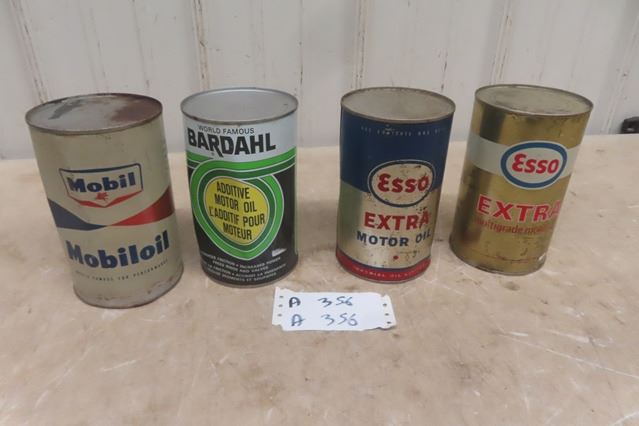 Mobil
Mobiloil
WORLD FAMOUS
BARDAHL
ADDITIVE
MOTOR OIL
L'ADDITIF POUR
MOTEUR
Esso
EXTRA
MOTOR OIL
Esso
EXTRA
multigrade
A 356
A 356